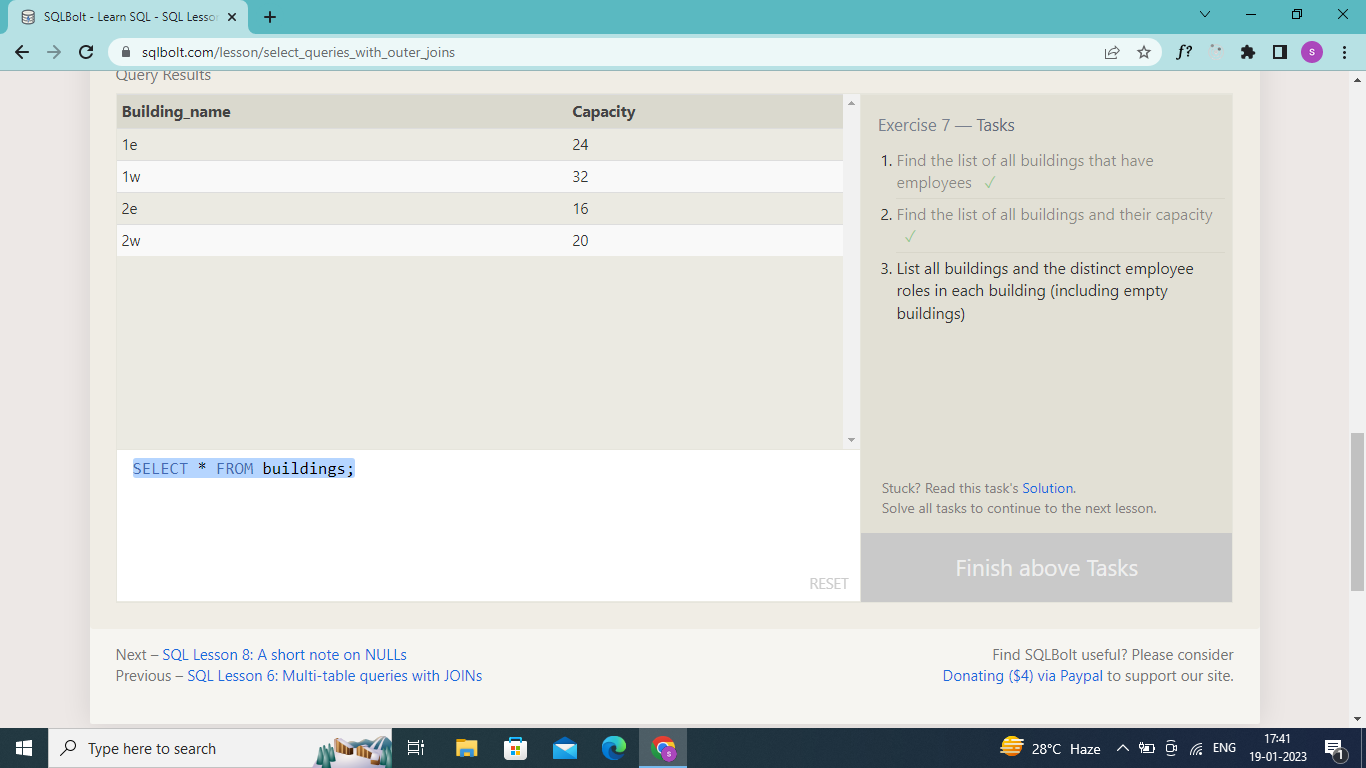 SQLBolt - Learn SQL - SQL Lesson
sqlbolt.com/lesson/select_queries_with_outer_joins
f?
s
Query Results
Building_name Capacity
1e 24
1w 32
2e 16
2w 20
Exercise 7 — Tasks
1. Find the list of all buildings that have
employees ✓
2. Find the list of all buildings and their capacity
✓
3. List all buildings and the distinct employee
roles in each building (including empty
buildings)
Stuck? Read this task's Solution.
Solve all tasks to continue to the next lesson.
SELECT * FROM buildings;
RESET
Finish above Tasks
Next – SQL Lesson 8: A short note on NULLs
Previous – SQL Lesson 6: Multi-table queries with JOINs
Find SQLBolt useful? Please consider
Donating ($4) via Paypal to support our site.
Type here to search
28°C Haze
ENG
17:41
19-01-2023
1